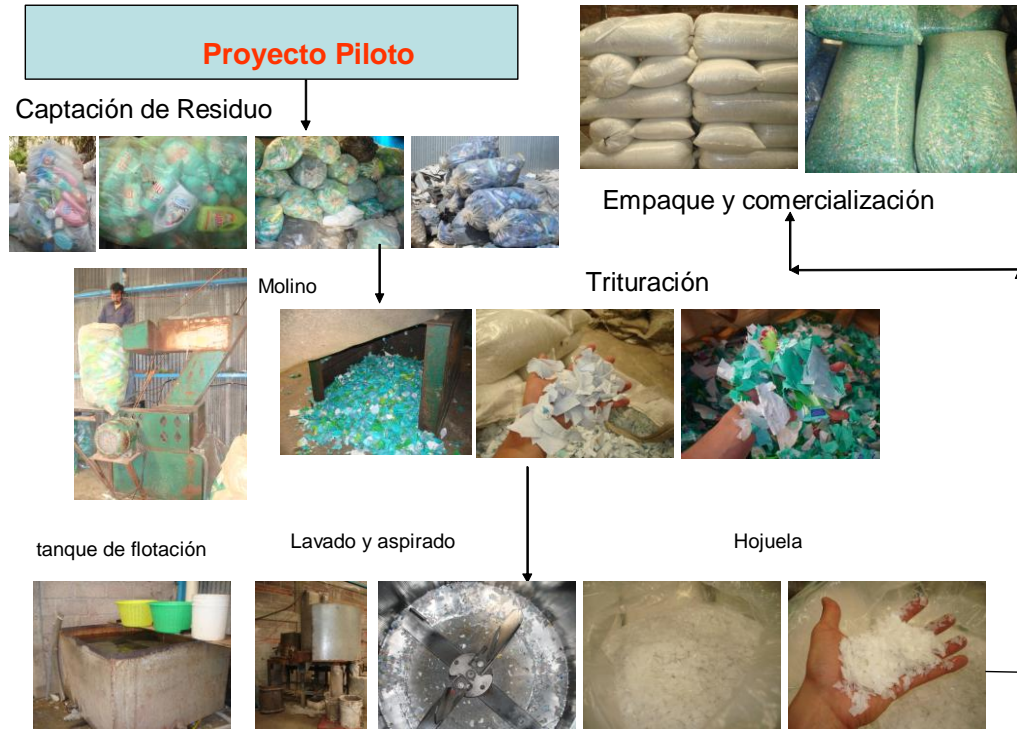 Proyecto Piloto
Captación de Residuo
Empaque y comercialización
Molino
Trituración
tanque de flotación
Lavado y aspirado
Hojuela